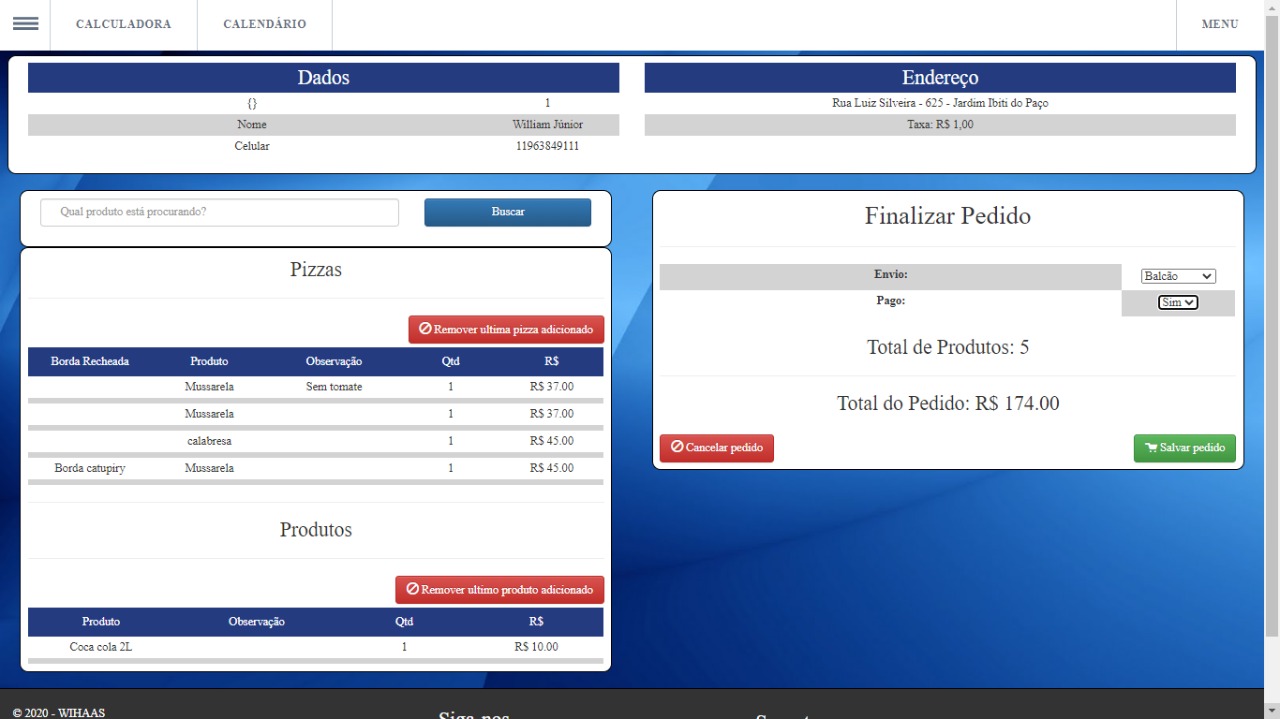 CALCULADORA CALENDÁRIO MENU
Dados
{} 1
Nome William Júnior
Celular 11963849111
Endereço
Rua Luiz Silveira - 625 - Jardim Ibiti do Paço
Taxa: R$ 1,00
Qual produto está procurando? Buscar
Pizzas
Remover ultima pizza adicionado
Borda Recheada Produto Observação Qtd R$
Mussarela Sem tomate 1 R$ 37.00
Mussarela 1 R$ 37.00
calabresa 1 R$ 45.00
Borda catupiry Mussarela 1 R$ 45.00
Produtos
Remover ultimo produto adicionado
Produto Observação Qtd R$
Coca cola 2L 1 R$ 10.00
Finalizar Pedido
Envio: Balcão
Pago: Sim
Total de Produtos: 5
Total do Pedido: R$ 174.00
Cancelar pedido Salvar pedido
© 2020 - WIHAAS Siga-nos